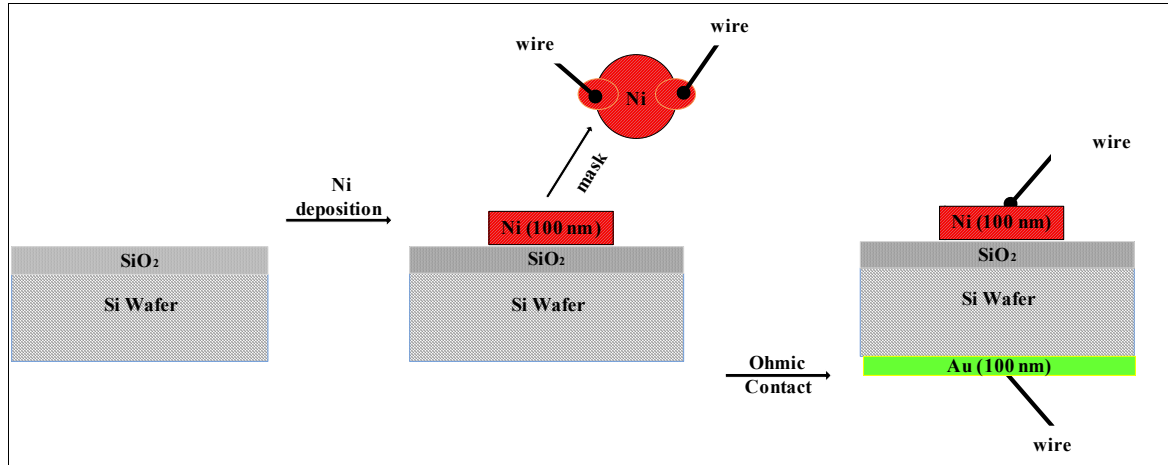 wire
wire
Ni
mask
Ni
deposition
Ni (100 nm)
SiO₂
Si Wafer
SiO₂
Si Wafer
Ohmic
Contact
wire
Ni (100 nm)
SiO₂
Si Wafer
Au (100 nm)
wire